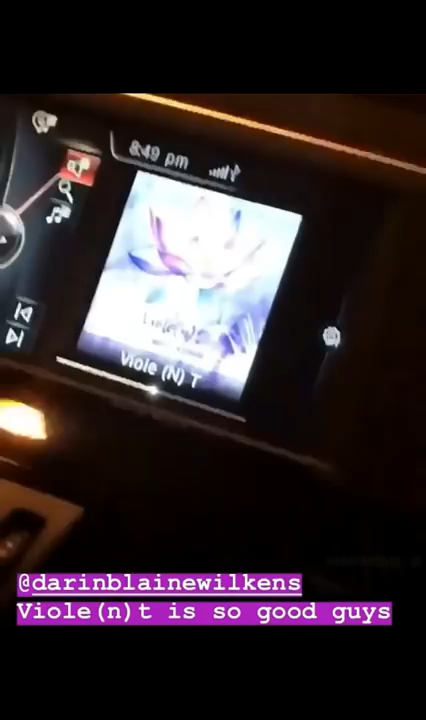 8:49 pm
Viole (N) T
@darinblainewilkens
Viole(n)t is so good guys